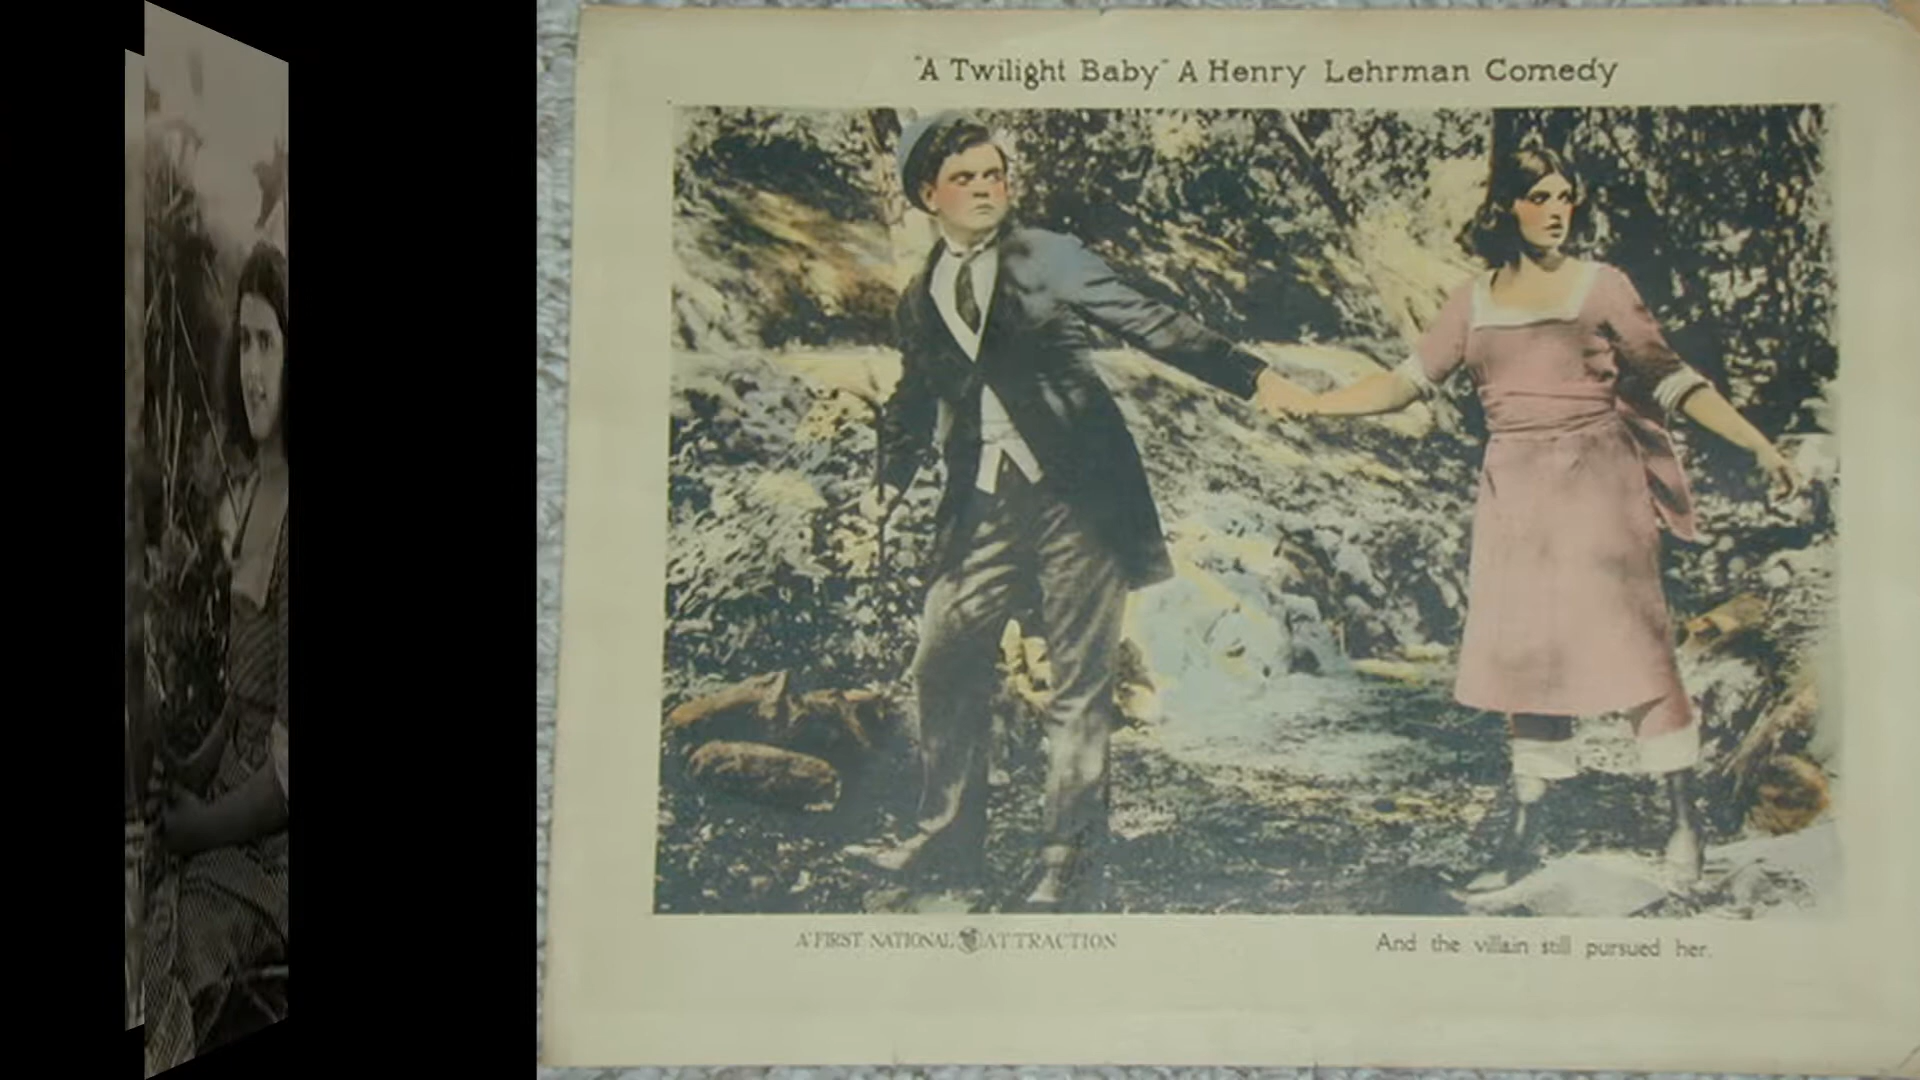 "A Twilight Baby" A Henry Lehrman Comedy
A FIRST NATIONAL ATTRACTION
And the villain still pursued her.